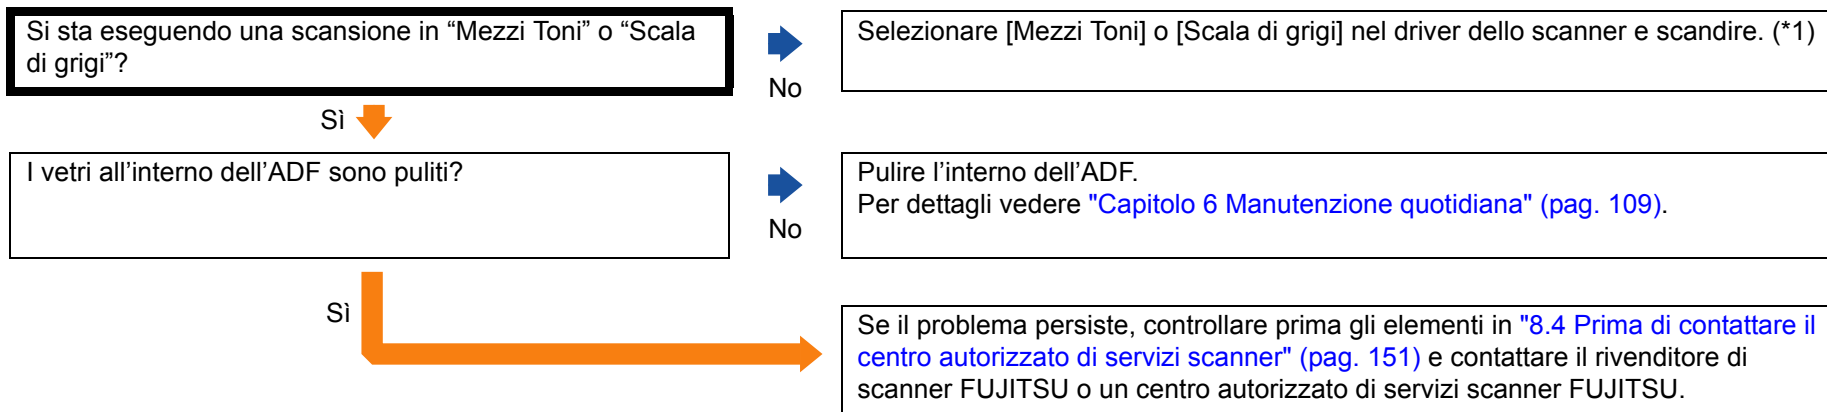 Si sta eseguendo una scansione in “Mezzi Toni” o “Scala
di grigi”?
No
Selezionare [Mezzi Toni] o [Scala di grigi] nel driver dello scanner e scandire. (*1)
Sì
I vetri all’interno dell’ADF sono puliti?
No
Pulire l’interno dell’ADF.
Per dettagli vedere "Capitolo 6 Manutenzione quotidiana" (pag. 109).
Sì
Se il problema persiste, controllare prima gli elementi in "8.4 Prima di contattare il
centro autorizzato di servizi scanner" (pag. 151) e contattare il rivenditore di
scanner FUJITSU o un centro autorizzato di servizi scanner FUJITSU.